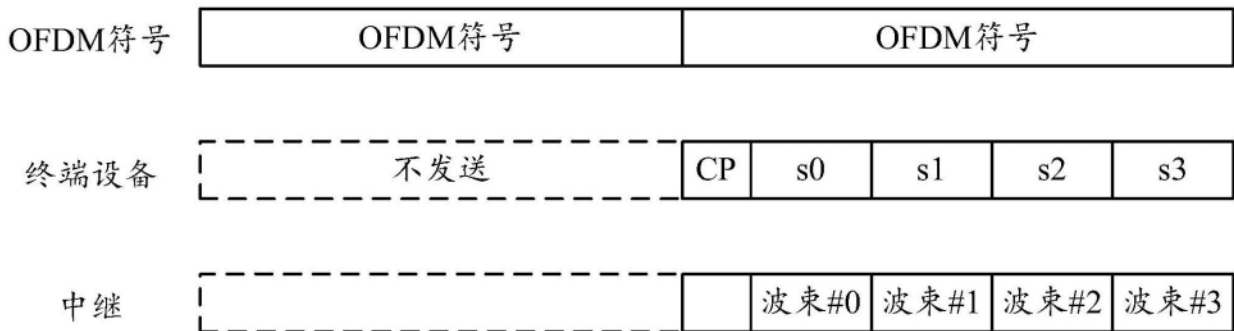 OFDM符号 OFDM符号 OFDM符号
终端设备 不发送 CP s0 s1 s2 s3
中继 波束#0 波束#1 波束#2 波束#3